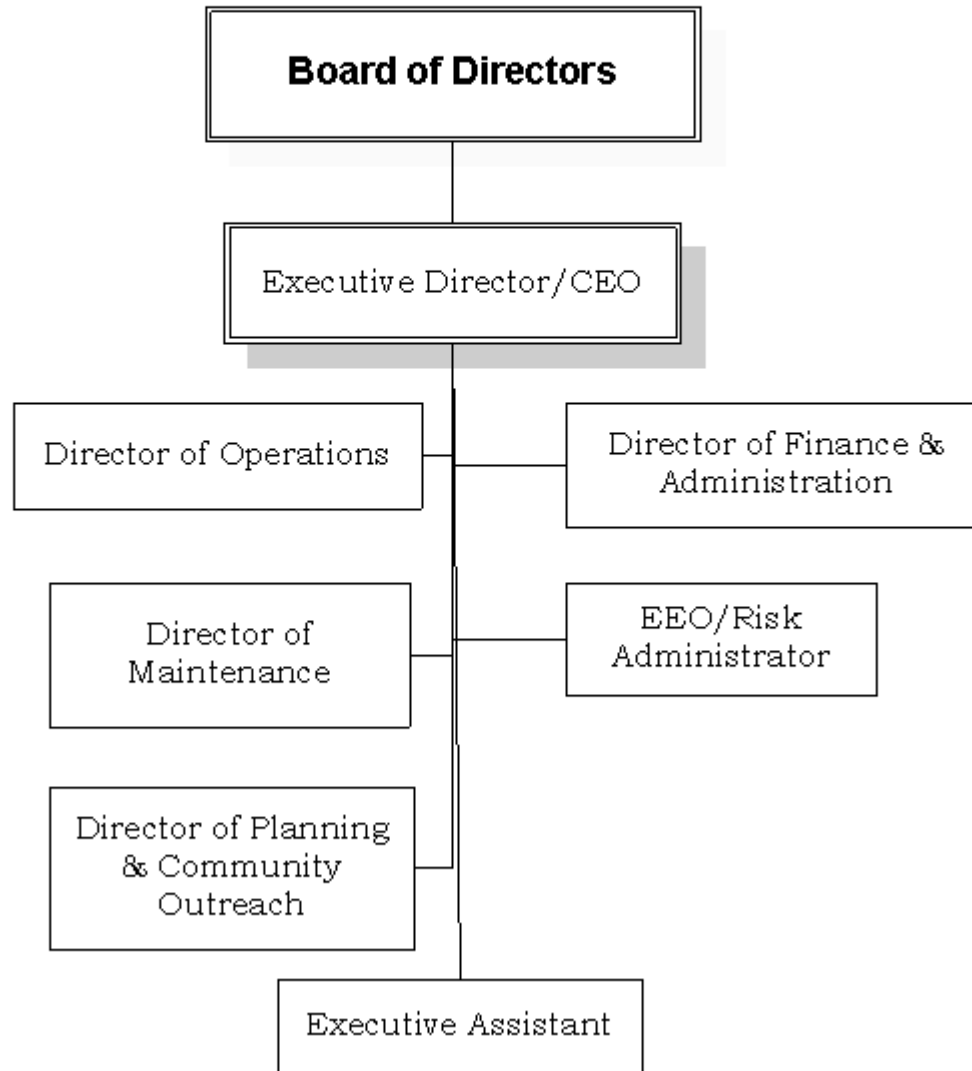 Board of Directors
Executive Director/CEO
Director of Operations
Director of Finance &
Administration
Director of
Maintenance
EEO/Risk
Administrator
Director of Planning
& Community
Outreach
Executive Assistant